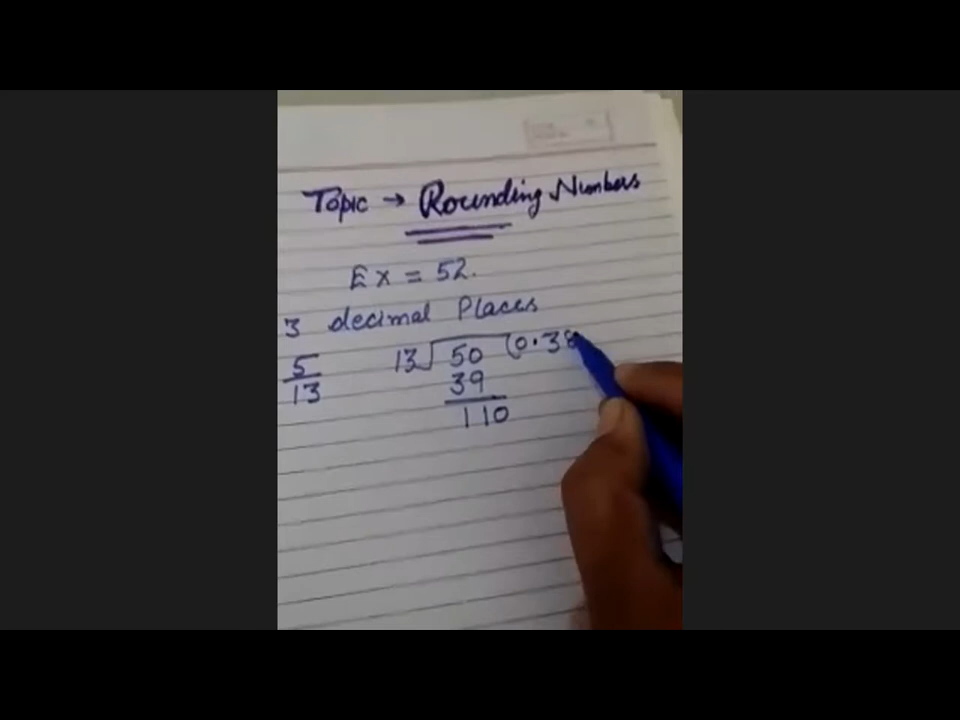 Topic → Rounding Numbers
Ex = 52.
3 decimal Places
5
13
13 50 (0.38
39
110